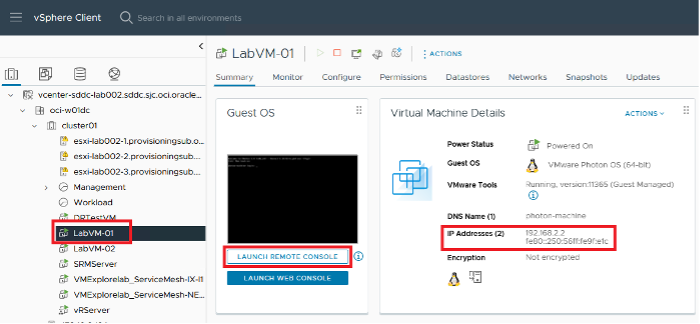 vSphere Client
Search in all environments
vcenter-sddc-lab002.sddc.sjc.oci.oracle...
oci-w01dc
cluster01
esxi-lab002-1.provisioningsub.o...
esxi-lab002-2.provisioningsub....
esxi-lab002-3.provisioningsub....
Management
Workload
DRTestVM
LabVM-01
LabVM-02
SRMServer
VMExplorelab_ServiceMesh-IX-I1
VMExplorelab_ServiceMesh-NE...
vRServer
LabVM-01
ACTIONS
Summary Monitor Configure Permissions Datastores Networks Snapshots Updates
Guest OS
LAUNCH REMOTE CONSOLE
LAUNCH WEB CONSOLE
Virtual Machine Details
ACTIONS
Power Status Powered On
Guest OS VMware Photon OS (64-bit)
VMware Tools Running, version:11365 (Guest Managed)
DNS Name (1) photon-machine
IP Addresses (2) 192.168.2.2
fe80::250:56ff:fe9f:e1c
Encryption Not encrypted